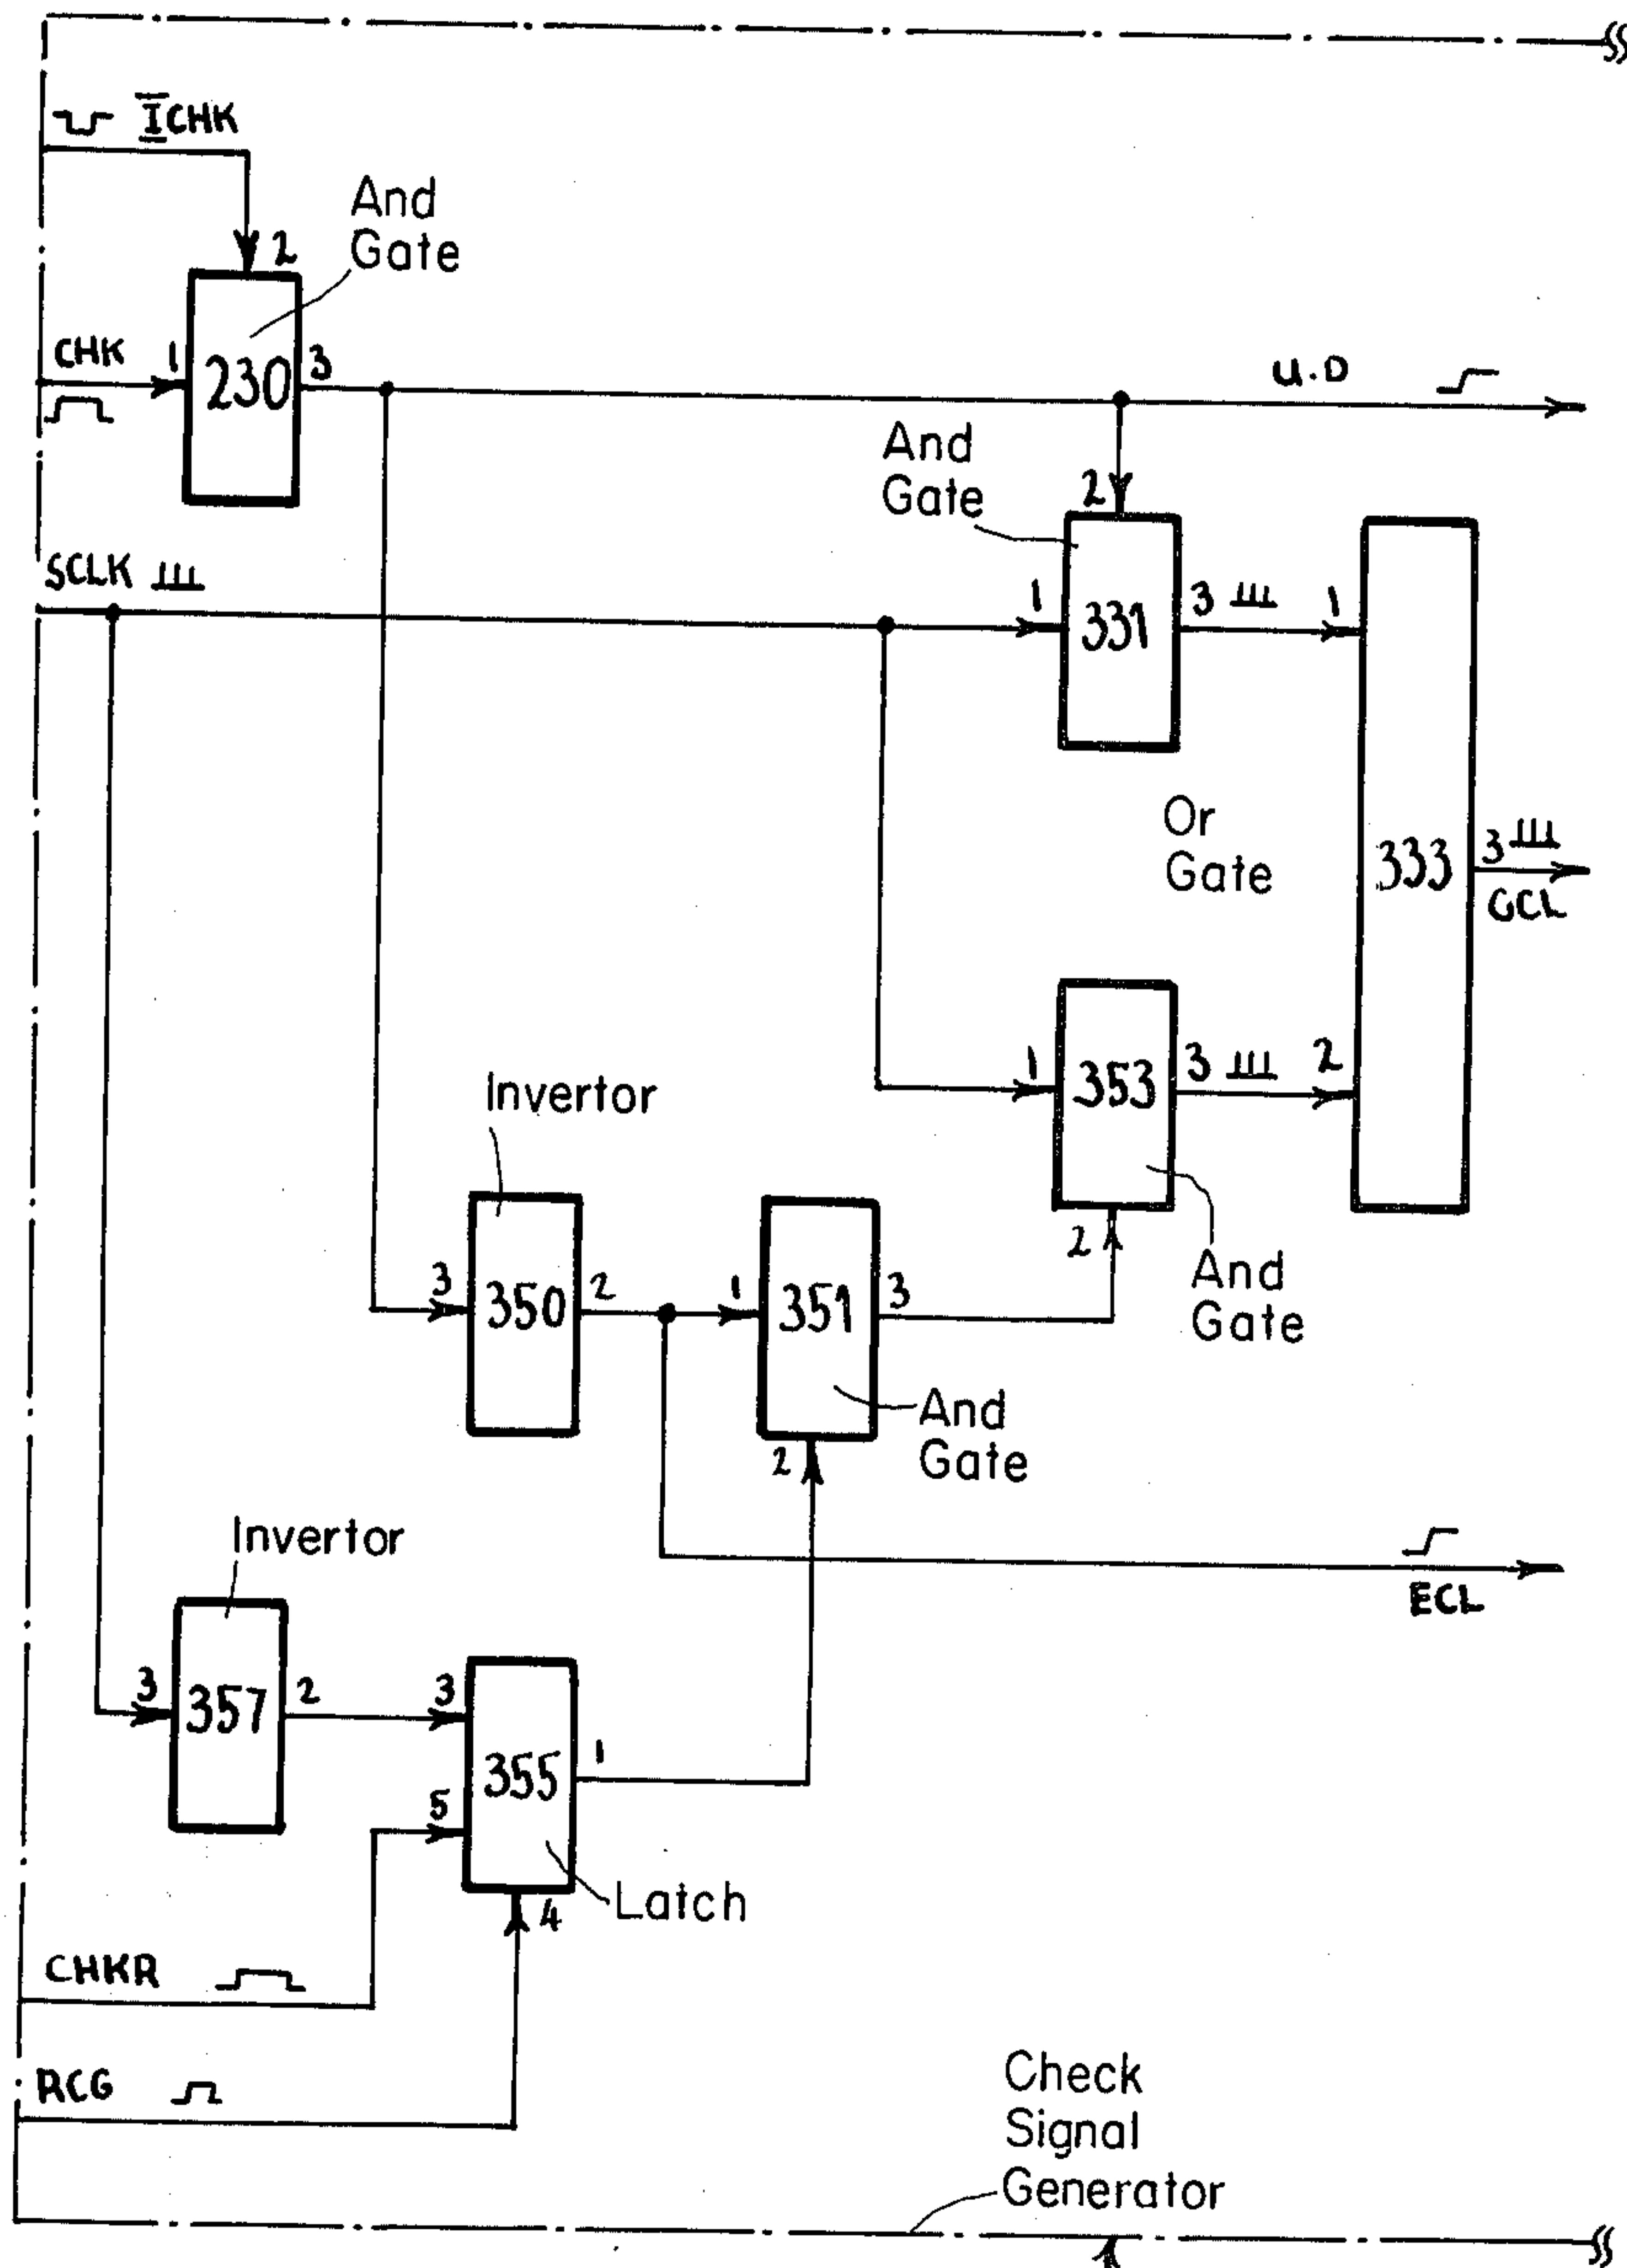 ICHK
And
Gate
2
CHK
1
230
3
U.D
And
Gate
2
SCLK
1
331
3
1
Or
Gate
333
3
GCL
1
353
3
2
Invertor
2
And
Gate
3
350
2
1
351
3
And
Gate
2
Invertor
ECL
3
357
2
3
355
1
5
Latch
4
CHKR
RCG
Check
Signal
Generator